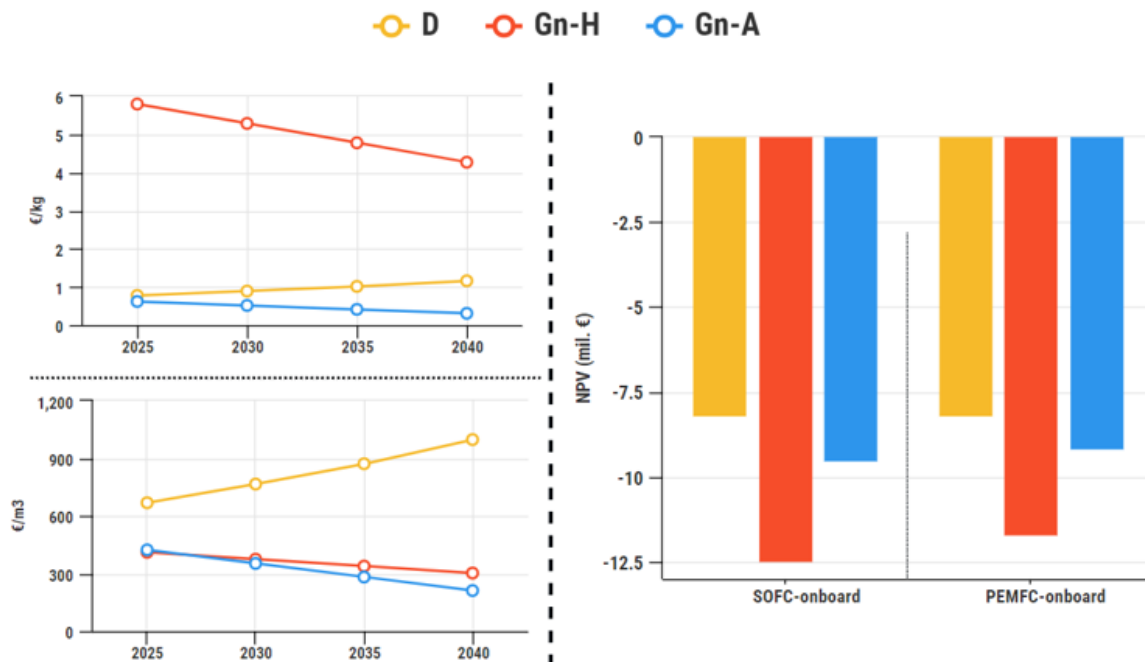 D Gn-H Gn-A
€/kg
6
5
4
3
2
1
0
2025 2030 2035 2040
€/m3
1,200
900
600
300
0
2025 2030 2035 2040
NPV (mil. €)
0
-2.5
-5
-7.5
-10
-12.5
SOFC-onboard PEMFC-onboard